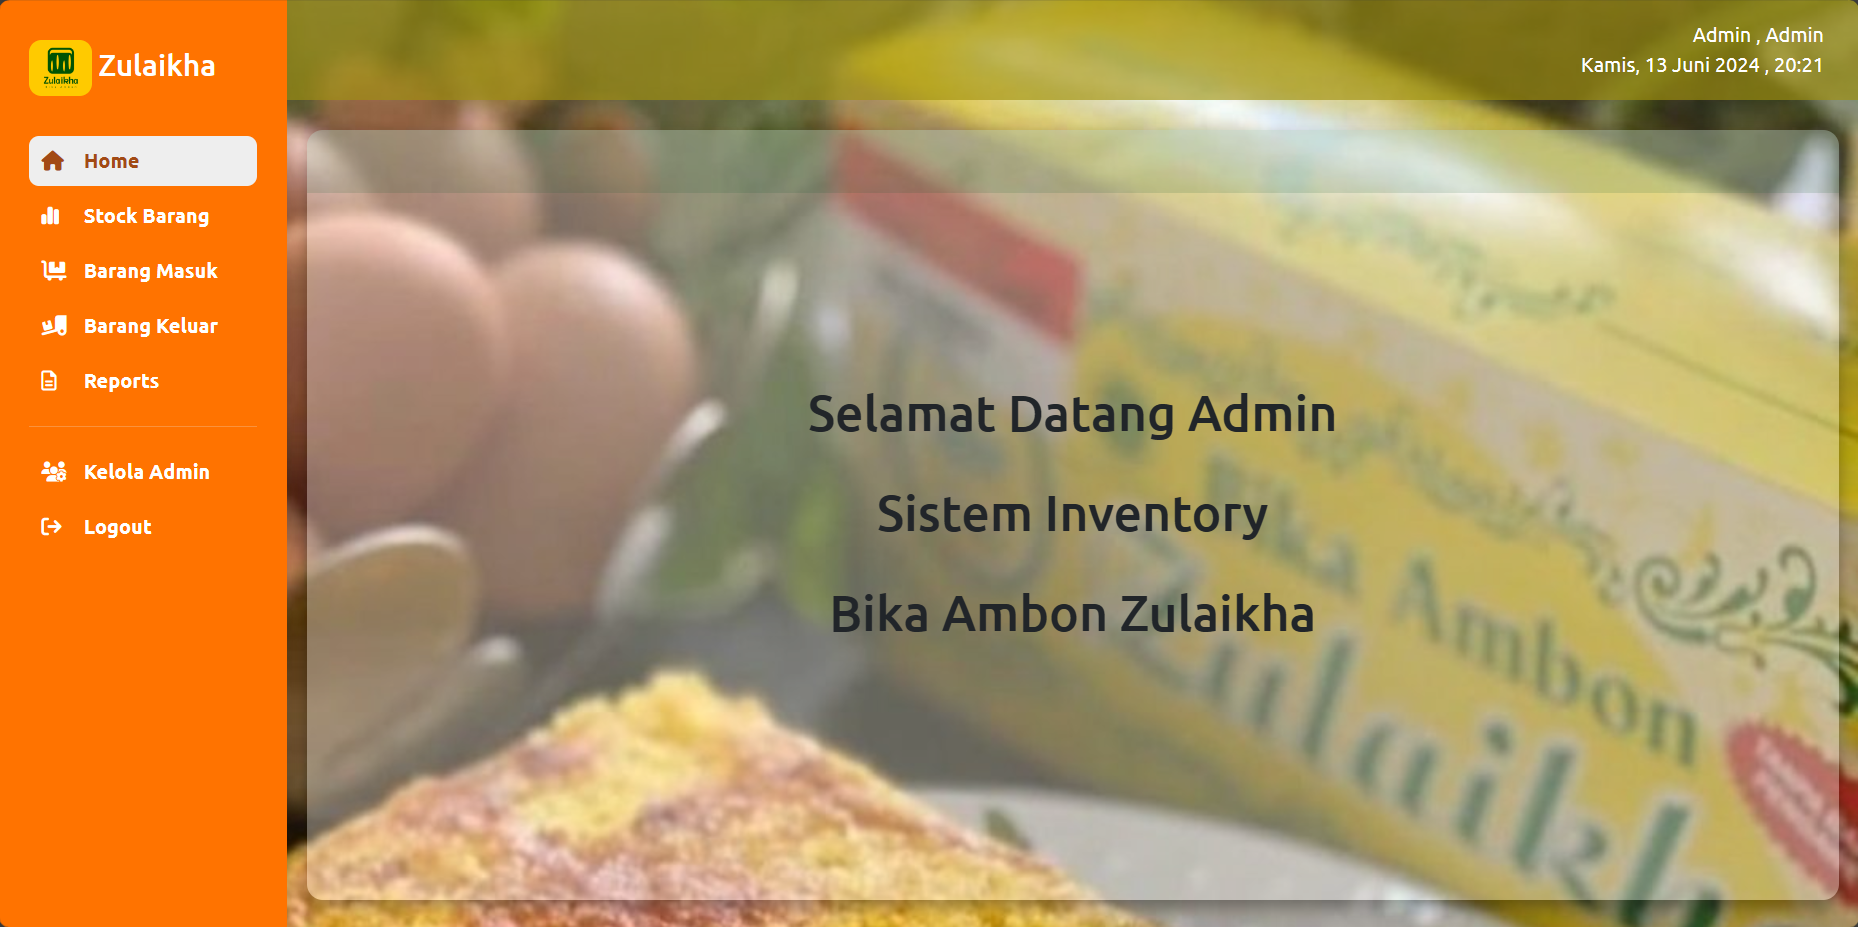 Zulaikha
Zulaikha
Admin , Admin
Kamis, 13 Juni 2024 , 20:21
Home
Stock Barang
Barang Masuk
Barang Keluar
Reports
Kelola Admin
Logout
Selamat Datang Admin
Sistem Inventory
Bika Ambon Zulaikha
Bika Ambon
Zulaikh